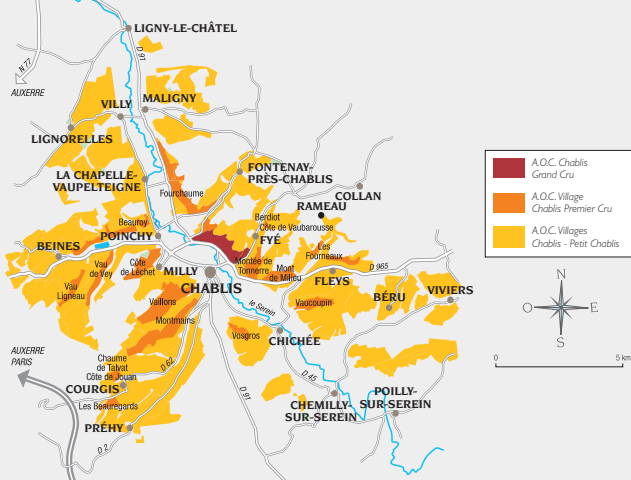 LIGNY-LE-CHÂTEL
D 91
N 77
AUXERRE
VILLY
MALIGNY
LIGNORELLES
LA CHAPELLE-
VAUPELTEIGNE
FONTENAY-
PRÈS-CHABLIS
Fourchaume
COLLAN
RAMEAU
Berdiot
Côte de Vaubarousse
Beauroy
POINCHY
FYÉ
BEINES
Les
Fourneaux
Vau
de Vey
Côte
de Léchet
MILLY
Montée de
Tonnerre
Mont
de Milieu
D 965
FLEYS
CHABLIS
Vau
Ligneau
Vaillons
Montmains
le Serein
Vaucoupin
BÉRU
VIVIERS
Vosgros
CHICHÉE
AUXERRE
PARIS
Chaume
de Talvat
Côte de Jouan
D 62
COURGIS
Les Beauregards
D 91
D 45
CHEMILLY-
SUR-SEREIN
POILLY-
SUR-SEREIN
PRÉHY
D 2
A.O.C. Chablis
Grand Cru
A.O.C. Village
Chablis Premier Cru
A.O.C. Villages
Chablis - Petit Chablis
N
O
E
S
0
5 km